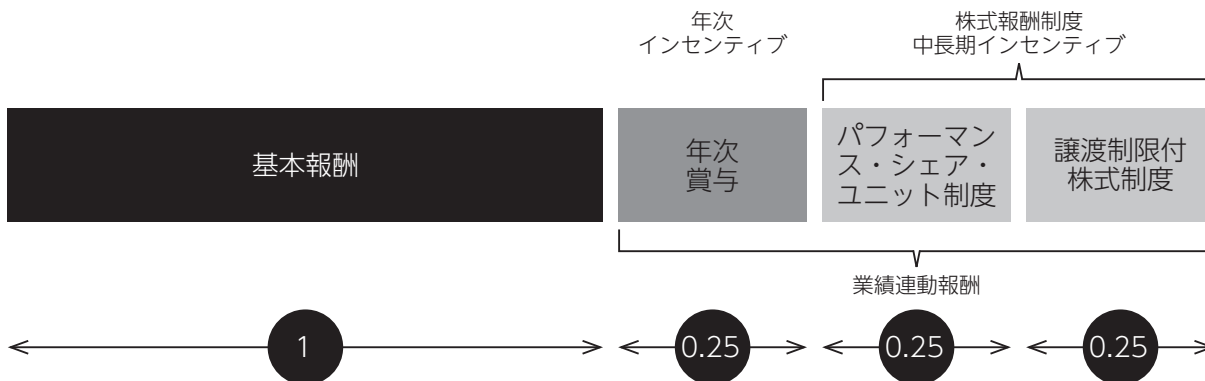 年次
インセンティブ
株式報酬制度
中長期インセンティブ
基本報酬
年次
賞与
パフォーマン
ス・シェア・
ユニット制度
譲渡制限付
株式制度
業績連動報酬
1
0.25
0.25
0.25